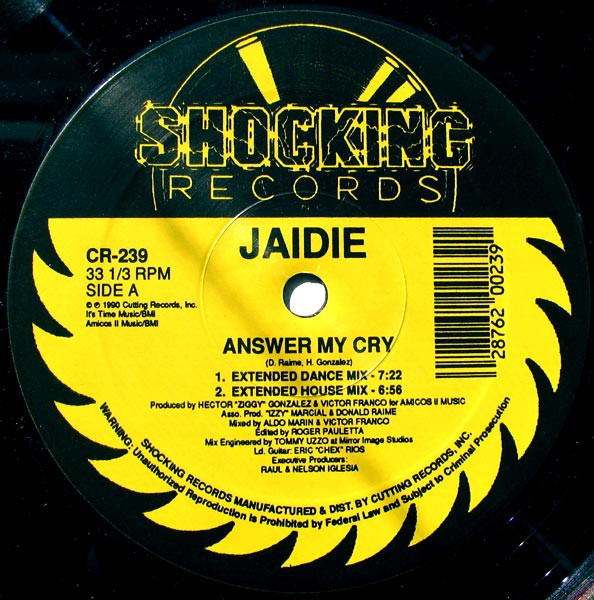 SHOCKING
RECORDS
JAIDIE
CR-239
33 1/3 RPM
SIDE A
© ℗ 1990 Cutting Records, Inc.
It's Time Music/BMI
Amicos II Music/BMI
28762 00239
ANSWER MY CRY
(D. Raime, H. Gonzalez)
1. EXTENDED DANCE MIX - 7:22
2. EXTENDED HOUSE MIX - 6:56
Produced by HECTOR "ZIGGY" GONZALEZ & VICTOR FRANCO for AMICOS II MUSIC
Asso. Prod. "IZZY" MARCIAL & DONALD RAIME
Mixed by ALDO MARIN & VICTOR FRANCO
Edited by ROGER PAULETTA
Mix Engineered by TOMMY UZZO at Mirror Image Studios
Ld. Guitar: ERIC "CHEX" RIOS
Executive Producers:
RAUL & NELSON IGLESIA
SHOCKING RECORDS MANUFACTURED & DIST. BY CUTTING RECORDS, INC.
WARNING: Unauthorized Reproduction is Prohibited by Federal Law and Subject to Criminal Prosecution